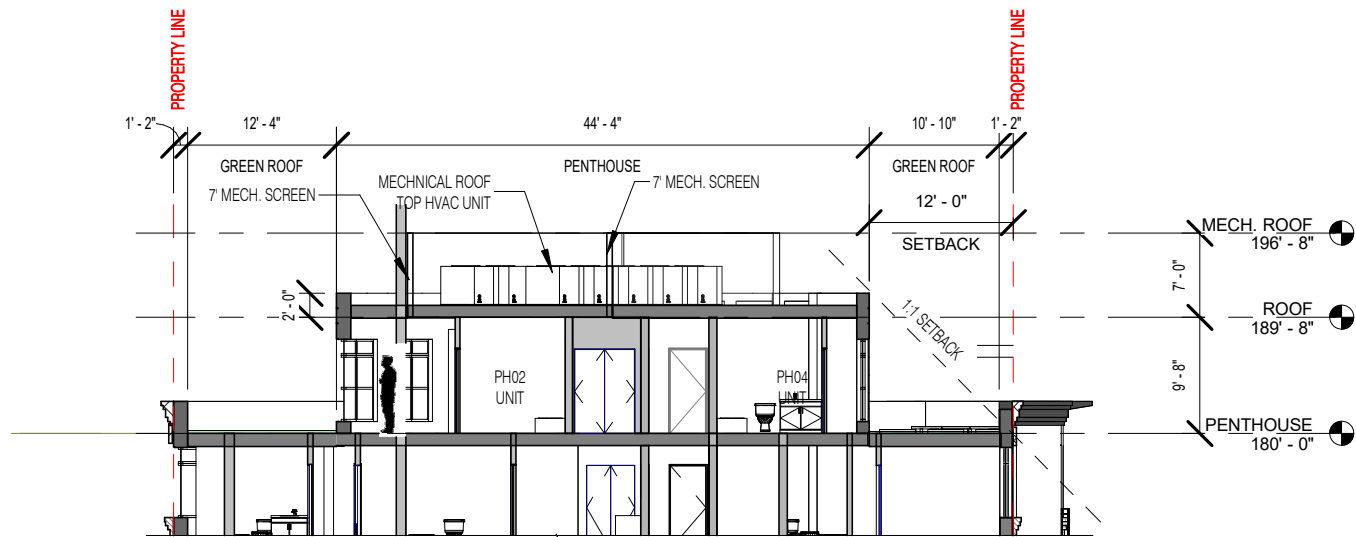 PROPERTY LINE
PROPERTY LINE
1' - 2"
12' - 4"
44' - 4"
10' - 10"
1' - 2"
GREEN ROOF
PENTHOUSE
GREEN ROOF
7' MECH. SCREEN
MECHNICAL ROOF
TOP HVAC UNIT
7' MECH. SCREEN
12' - 0"
SETBACK
MECH. ROOF
196' - 8"
7' - 0"
2' - 0"
ROOF
189' - 8"
1:1 SETBACK
9' - 8"
PH02
UNIT
PH04
UNIT
PENTHOUSE
180' - 0"